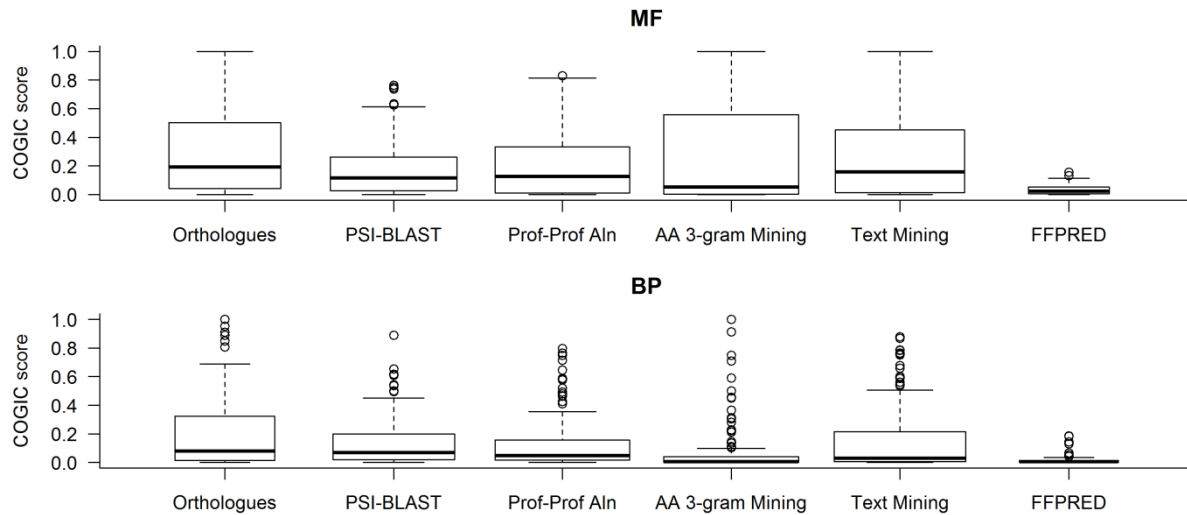 MF
COGIC score
1.0
0.8
0.6
0.4
0.2
0.0
Orthologues PSI-BLAST Prof-Prof Aln AA 3-gram Mining Text Mining FFPRED
BP
COGIC score
1.0
0.8
0.6
0.4
0.2
0.0
Orthologues PSI-BLAST Prof-Prof Aln AA 3-gram Mining Text Mining FFPRED